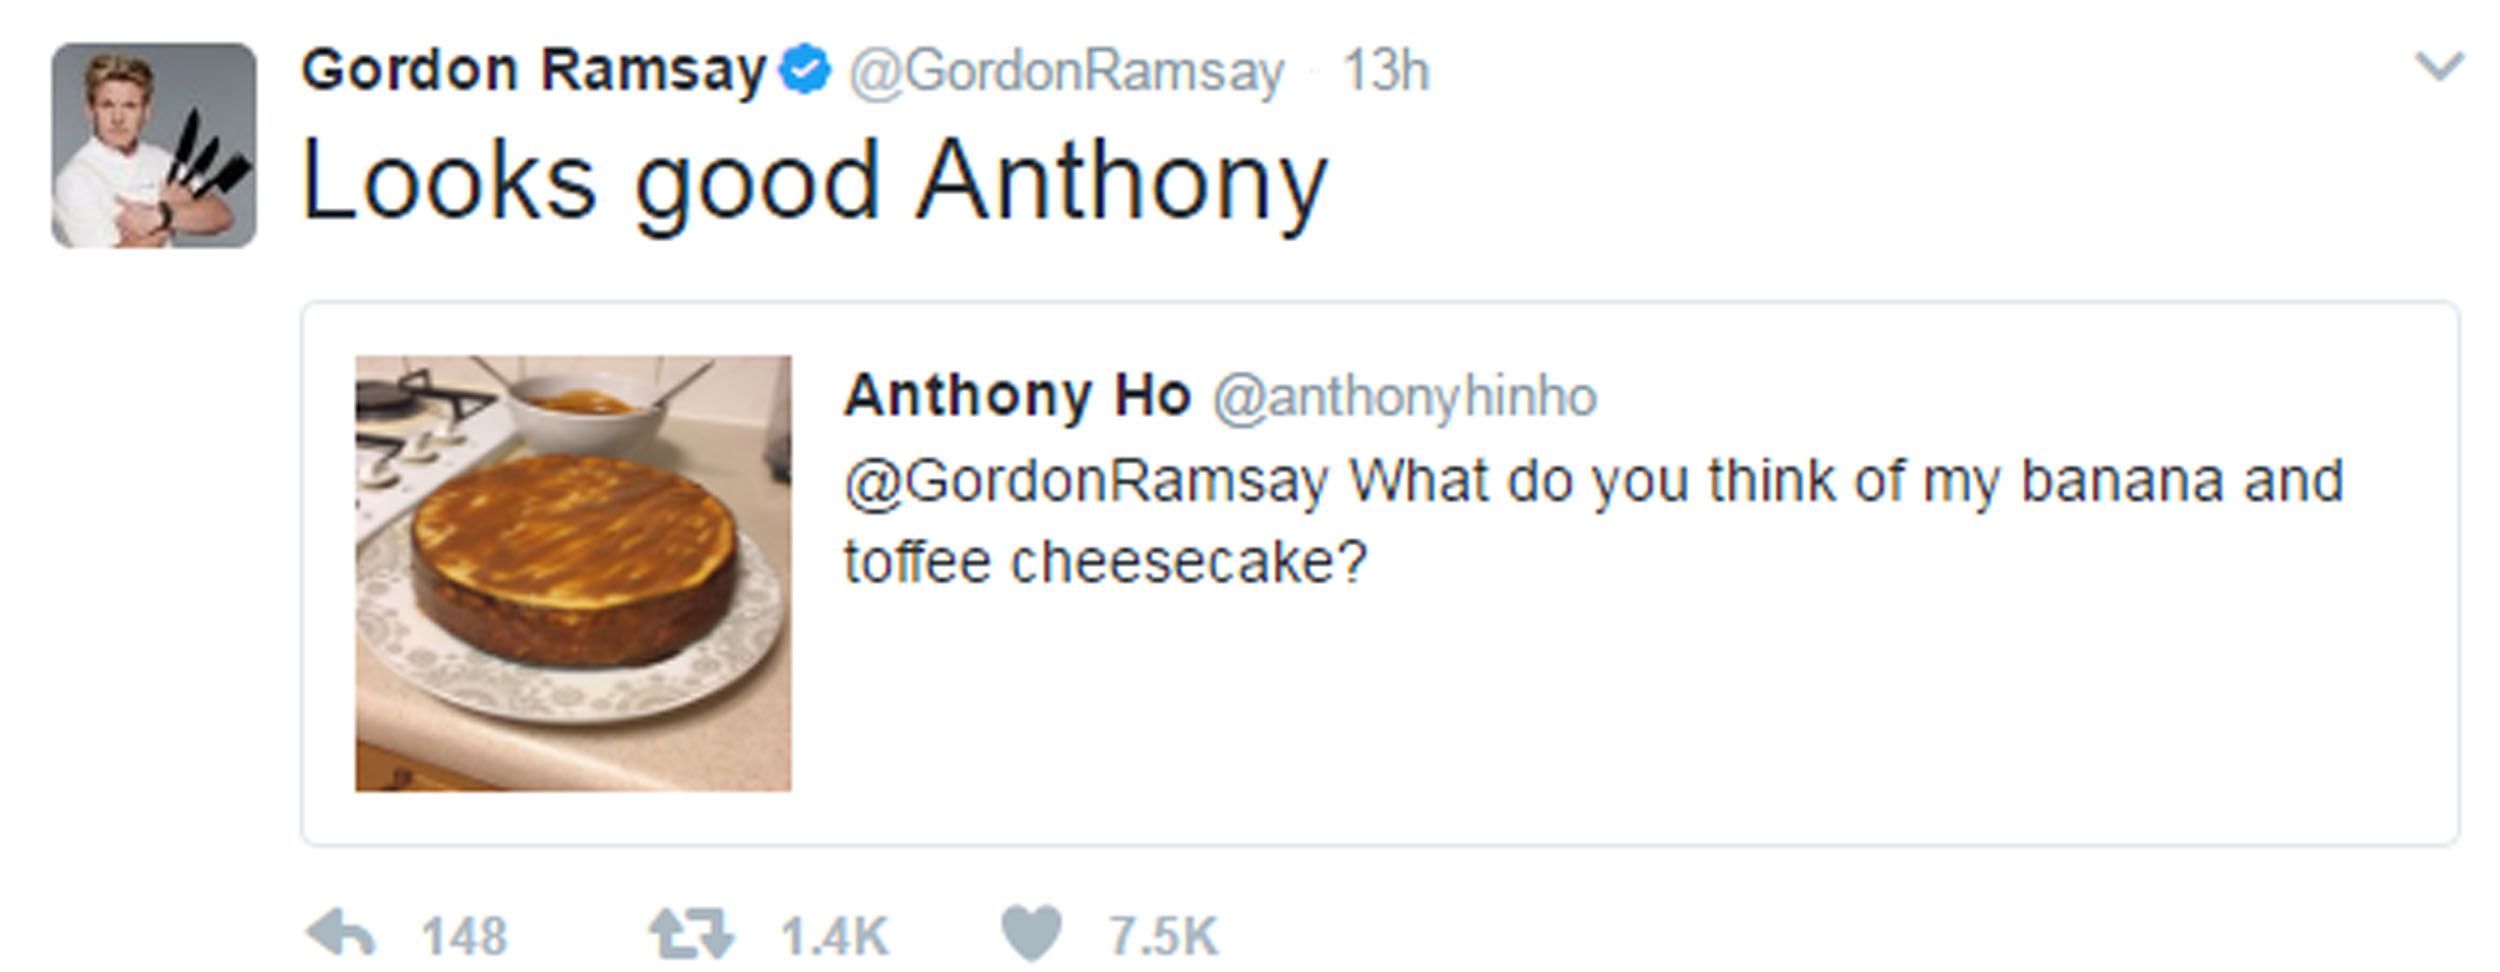 Gordon Ramsay @GordonRamsay · 13h
Looks good Anthony
Anthony Ho @anthonyhinho
@GordonRamsay What do you think of my banana and
toffee cheesecake?
148 1.4K 7.5K